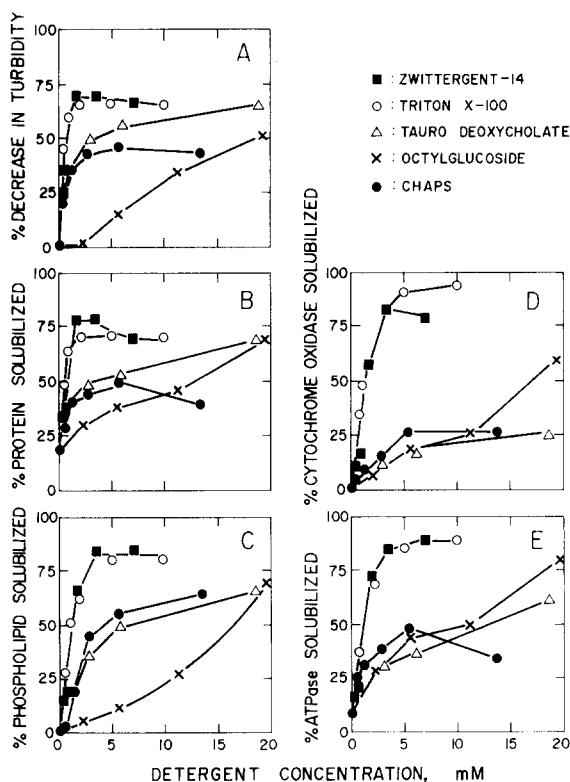 A
% DECREASE IN TURBIDITY
100
75
50
25
0
■ : ZWITTERGENT-14
○ : TRITON X-100
△ : TAURO DEOXYCHOLATE
× : OCTYLGLUCOSIDE
● : CHAPS
B
% PROTEIN SOLUBILIZED
100
75
50
25
0
D
% CYTOCHROME OXIDASE SOLUBILIZED
100
75
50
25
0
C
% PHOSPHOLIPID SOLUBILIZED
100
75
50
25
0
0 5 10 15 20
E
% ATPase SOLUBILIZED
100
75
50
25
0
0 5 10 15 20
DETERGENT CONCENTRATION, mM